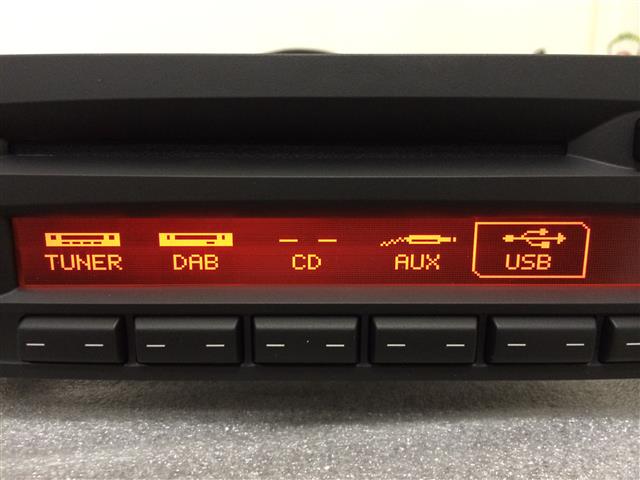 TUNER DAB CD AUX USB